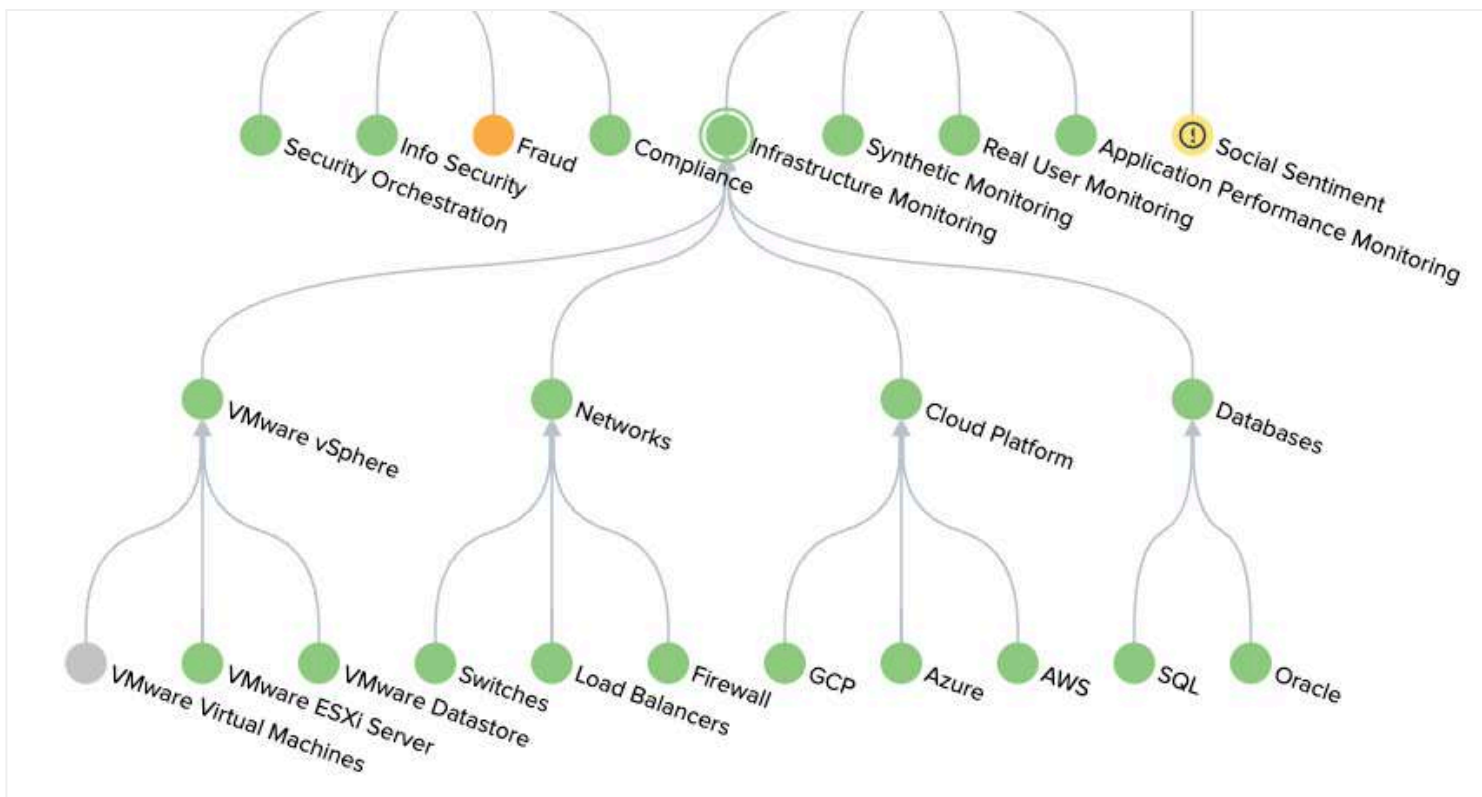 Security Orchestration
Info Security
Fraud
Compliance
Infrastructure Monitoring
Synthetic Monitoring
Real User Monitoring
Application Performance Monitoring
Social Sentiment
VMware vSphere
Networks
Cloud Platform
Databases
VMware Virtual Machines
VMware ESXi Server
VMware Datastore
Switches
Load Balancers
Firewall
GCP
Azure
AWS
SQL
Oracle